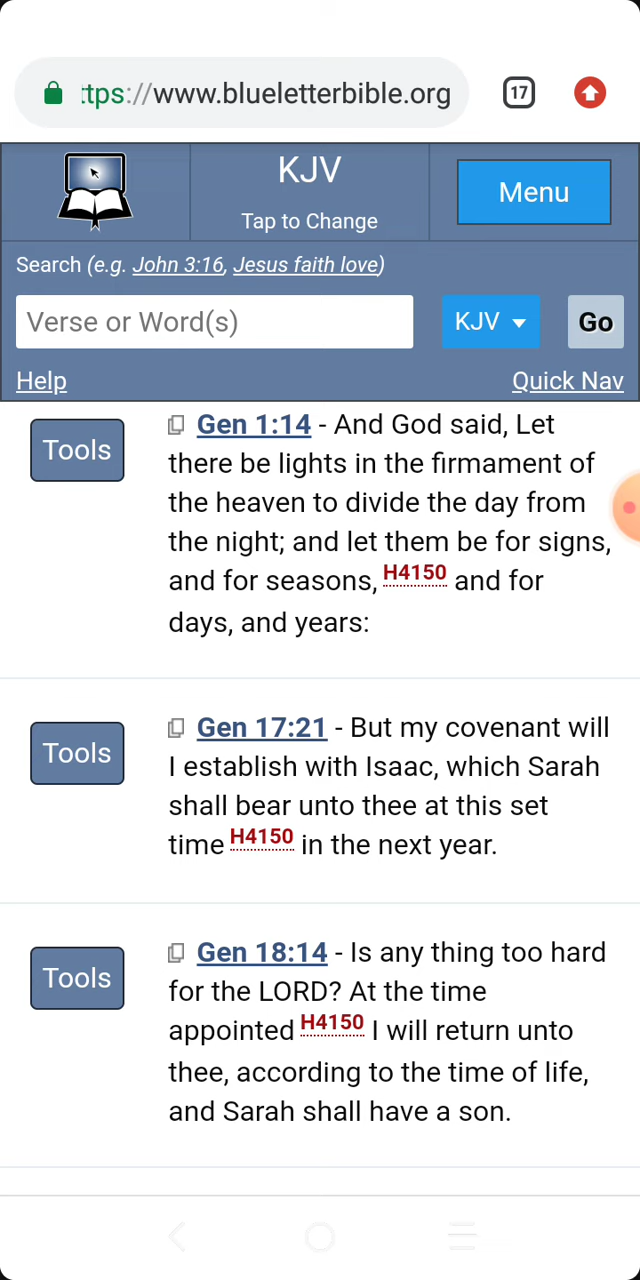 ttps://www.blueletterbible.org
17
KJV
Tap to Change
Menu
Search (e.g. John 3:16, Jesus faith love)
Verse or Word(s)
KJV
Go
Help
Quick Nav
Tools
Gen 1:14 - And God said, Let
there be lights in the firmament of
the heaven to divide the day from
the night; and let them be for signs,
and for seasons, H4150 and for
days, and years:
Tools
Gen 17:21 - But my covenant will
I establish with Isaac, which Sarah
shall bear unto thee at this set
time H4150 in the next year.
Tools
Gen 18:14 - Is any thing too hard
for the LORD? At the time
appointed H4150 I will return unto
thee, according to the time of life,
and Sarah shall have a son.